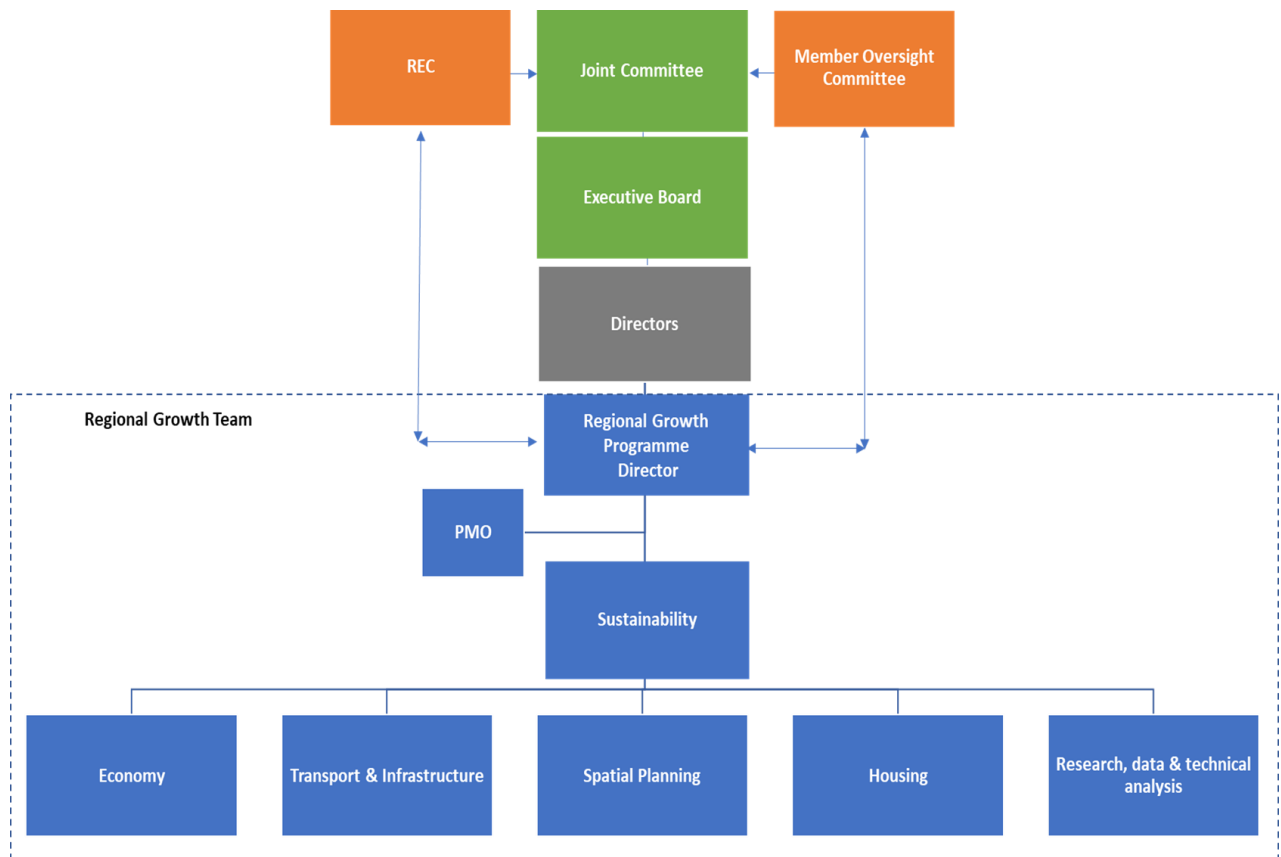 REC
Joint Committee
Member Oversight
Committee
Executive Board
Directors
Regional Growth Team
Regional Growth
Programme
Director
PMO
Sustainability
Economy
Transport & Infrastructure
Spatial Planning
Housing
Research, data & technical
analysis